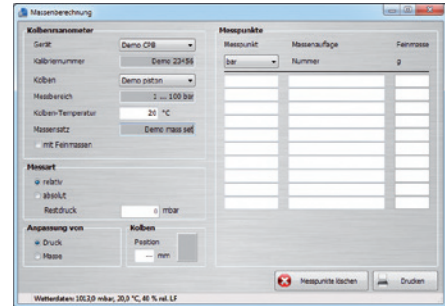 Massenberechnung
Kolbenmanometer
Gerät
Demo CPB
Kalibriernummer
Demo 23456
Kolben
Demo piston
Messbereich
1 ... 100 bar
Kolben-Temperatur
20 °C
Massensatz
Demo mass set
mit Feinmassen
Messart
relativ
absolut
Restdruck
0 mbar
Anpassung von
Druck
Masse
Kolben
Position
--- mm
Messpunkte
Messpunkt
Massenauflage
Feinmasse
bar
Nummer
g
Messpunkte löschen
Drucken
Wetterdaten: 1013,0 mbar, 20,0 °C, 40 % rel. LF